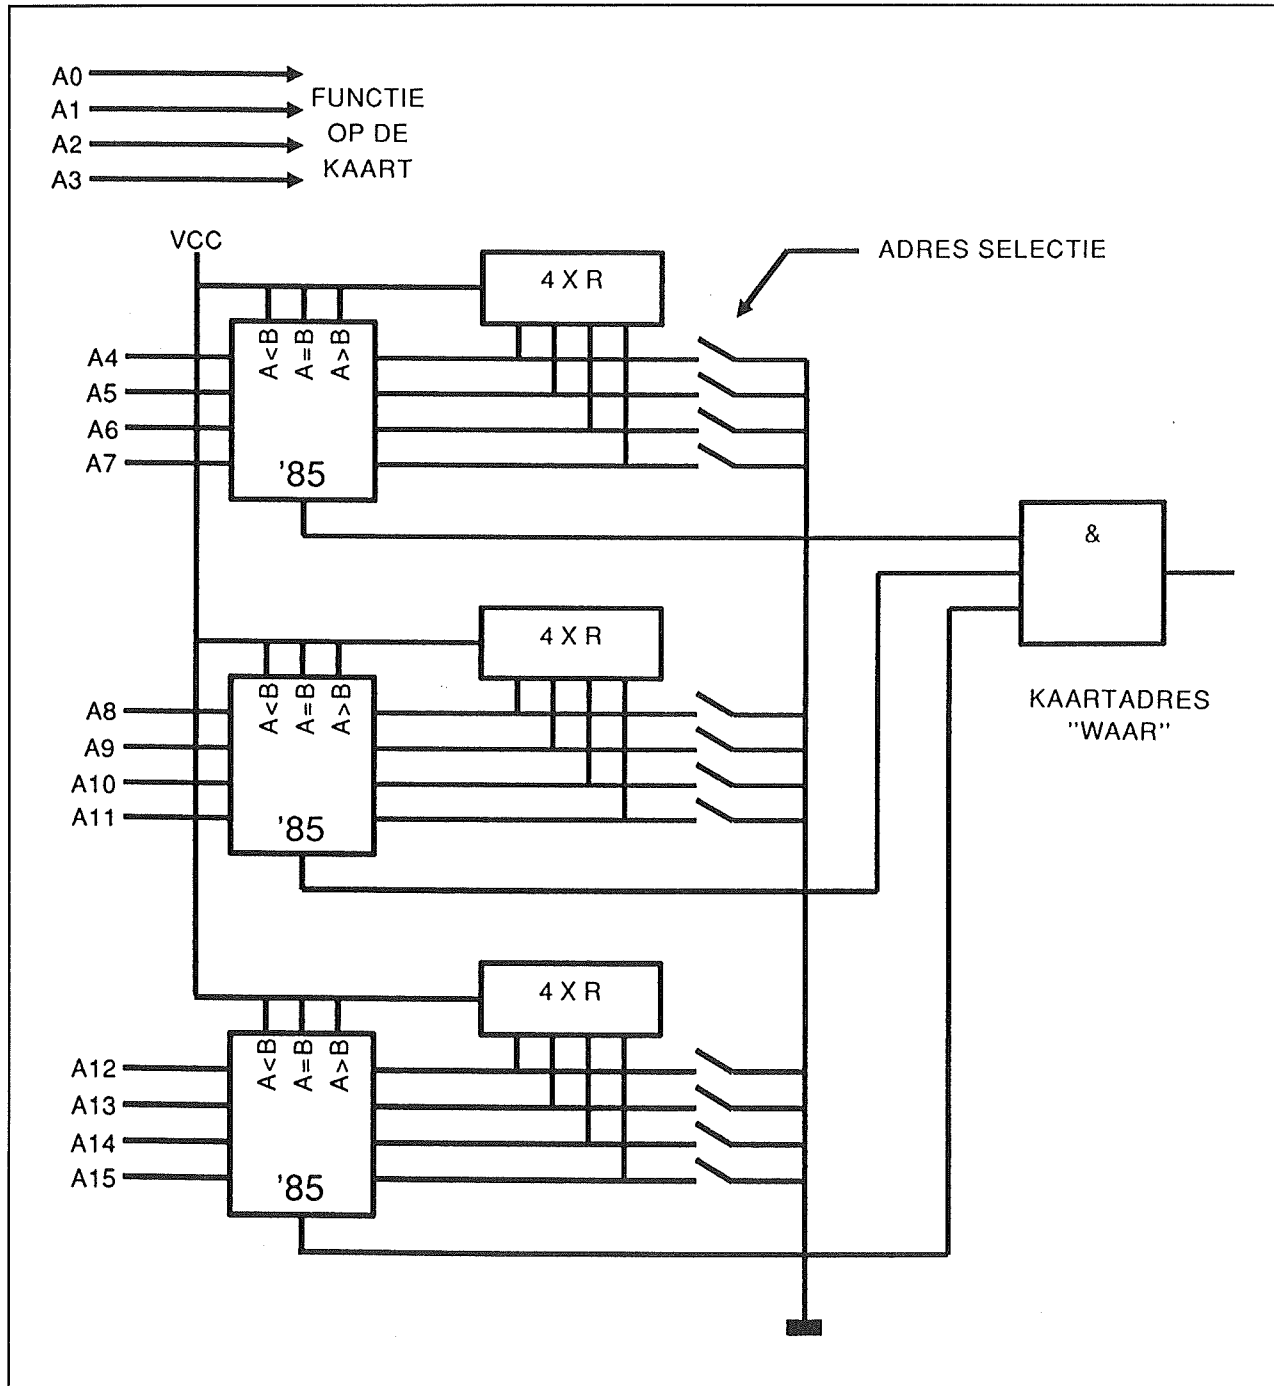 A0
A1
A2
A3
FUNCTIE
OP DE
KAART
VCC
4 X R
ADRES SELECTIE
A<B
A=B
A>B
A4
A5
A6
A7
'85
&
4 X R
KAARTADRES
"WAAR"
A<B
A=B
A>B
A8
A9
A10
A11
'85
4 X R
A<B
A=B
A>B
A12
A13
A14
A15
'85